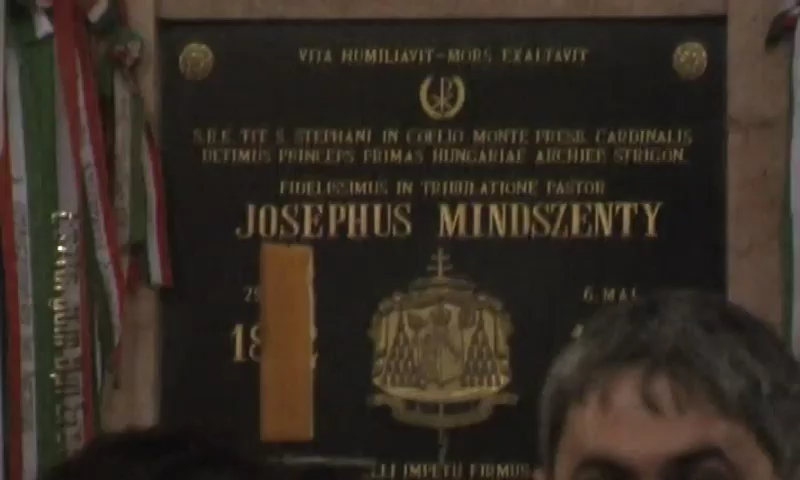 VITA HUMILIAVIT-MORS EXALTAVIT
S.R.E. TIT. S. STEPHANI IN COELIO MONTE PRESB. CARDINALIS
ULTIMUS PRINCEPS PRIMAS HUNGARIAE ARCHIEP. STRIGON.
FIDELISSIMUS IN TRIBULATIONE PASTOR
JOSEPHUS MINDSZENTY
6. MAI.
IMPETU FIRMUS